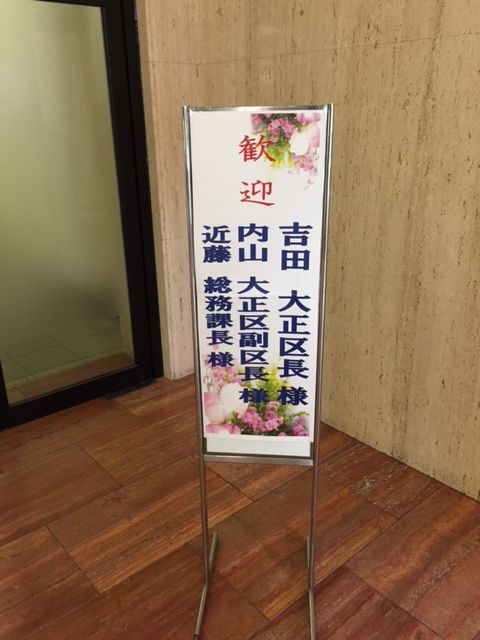 歓迎
吉田 大正区長 様
内山 大正区副区長 様
近藤 総務課長 様